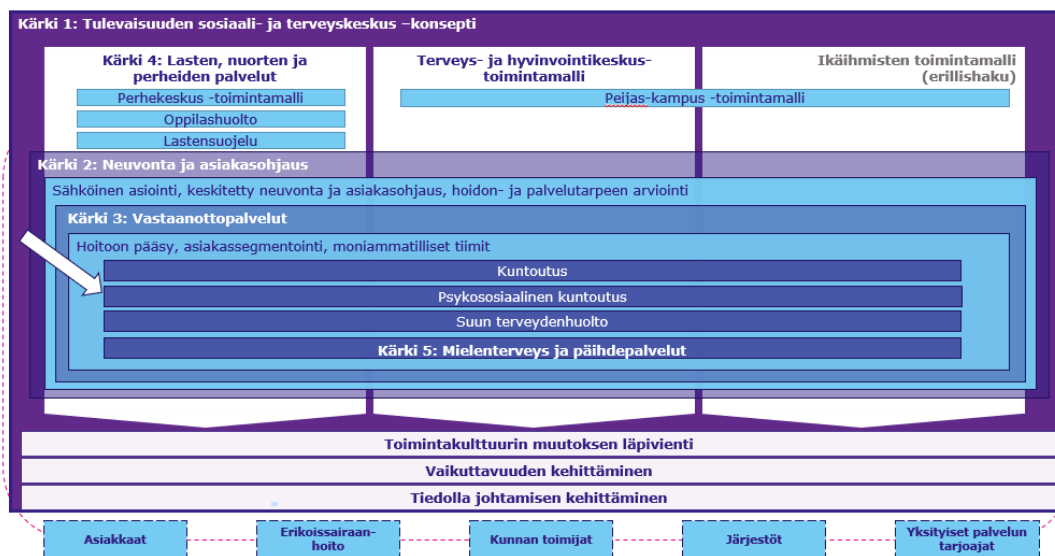 Kärki 1: Tulevaisuuden sosiaali- ja terveyskeskus –konsepti
Kärki 4: Lasten, nuorten ja
perheiden palvelut
Perhekeskus -toimintamalli
Oppilashuolto
Lastensuojelu
Terveys- ja hyvinvointikeskus-
toimintamalli
Ikäihmisten toimintamalli
(erillishaku)
Peijas-kampus -toimintamalli
Kärki 2: Neuvonta ja asiakasohjaus
Sähköinen asiointi, keskitetty neuvonta ja asiakasohjaus, hoidon- ja palvelutarpeen arviointi
Kärki 3: Vastaanottopalvelut
Hoitoon pääsy, asiakassegmentointi, moniammatilliset tiimit
Kuntoutus
Psykososiaalinen kuntoutus
Suun terveydenhuolto
Kärki 5: Mielenterveys ja päihdepalvelut
Toimintakulttuurin muutoksen läpivienti
Vaikuttavuuden kehittäminen
Tiedolla johtamisen kehittäminen
Asiakkaat
Erikoissairaan-
hoito
Kunnan toimijat
Järjestöt
Yksityiset palvelun
tarjoajat